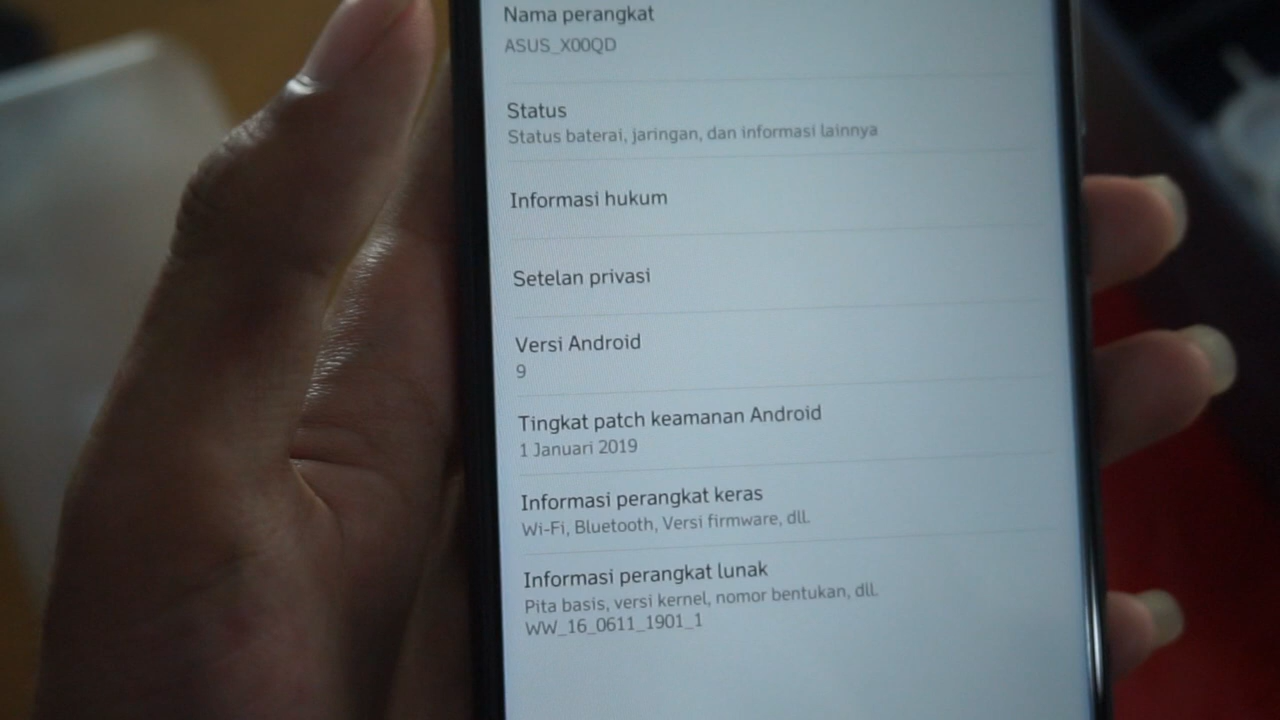 Nama perangkat
ASUS_X00QD
Status
Status baterai, jaringan, dan informasi lainnya
Informasi hukum
Setelan privasi
Versi Android
9
Tingkat patch keamanan Android
1 Januari 2019
Informasi perangkat keras
Wi-Fi, Bluetooth, Versi firmware, dll.
Informasi perangkat lunak
Pita basis, versi kernel, nomor bentukan, dll.
WW_16_0611_1901_1